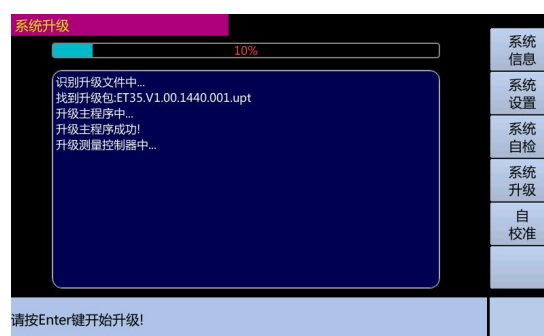 系统升级
10%
识别升级文件中...
找到升级包:ET35.V1.00.1440.001.upt
升级主程序中...
升级主程序成功!
升级测量控制器中...
系统
信息
系统
设置
系统
自检
系统
升级
自
校准
请按Enter键开始升级!